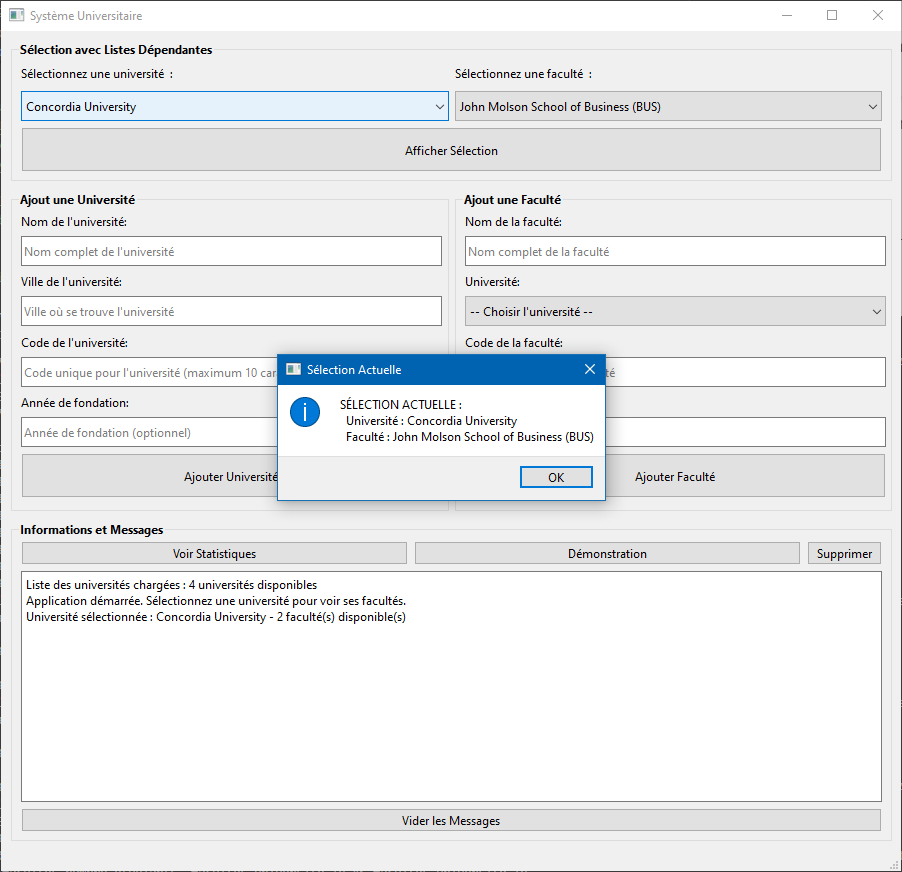 Système Universitaire
Sélection avec Listes Dépendantes
Sélectionnez une université :
Sélectionnez une faculté :
Concordia University
John Molson School of Business (BUS)
Afficher Sélection
Ajout une Université
Ajout une Faculté
Nom de l'université:
Nom de la faculté:
Nom complet de l'université
Nom complet de la faculté
Ville de l'université:
Université:
Ville où se trouve l'université
-- Choisir l'université --
Code de l'université:
Code de la faculté:
Code unique pour l'université (maximum 10
Année de fondation:
Année de fondation (optionnel)
Ajouter Université
Ajouter Faculté
Sélection Actuelle
SÉLECTION ACTUELLE :
Université : Concordia University
Faculté : John Molson School of Business (BUS)
OK
Informations et Messages
Voir Statistiques
Démonstration
Supprimer
Liste des universités chargées : 4 universités disponibles
Application démarrée. Sélectionnez une université pour voir ses facultés.
Université sélectionnée : Concordia University - 2 faculté(s) disponible(s)
Vider les Messages